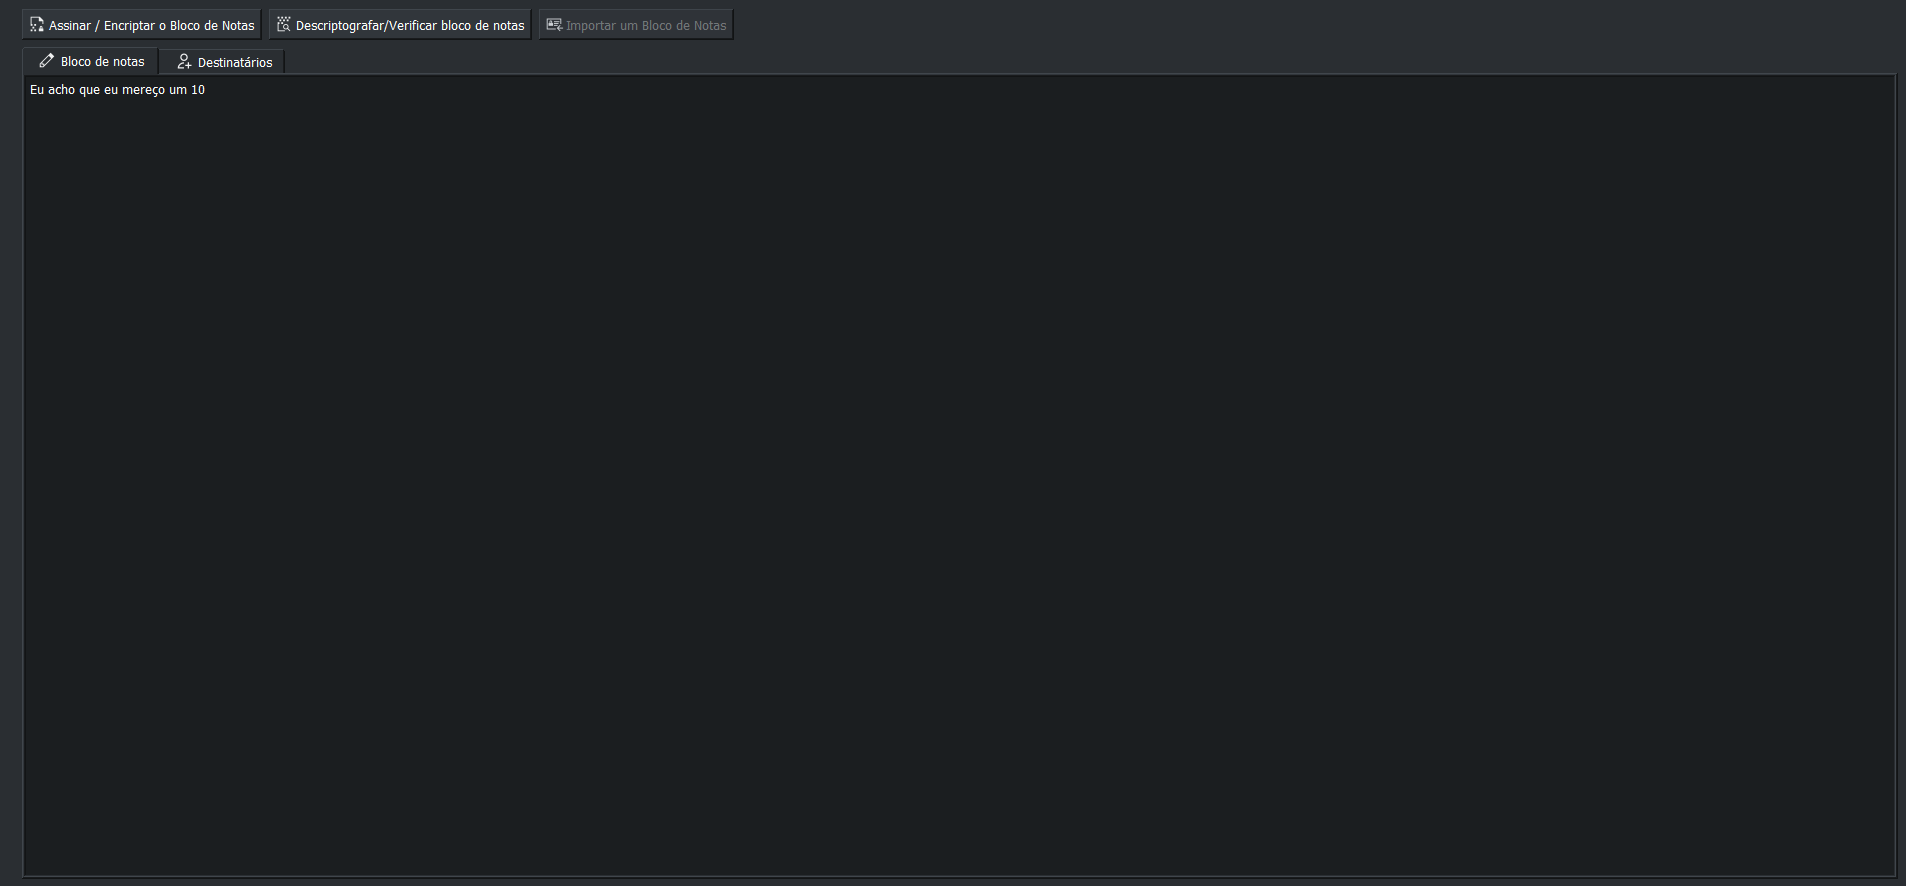 Assinar / Encriptar o Bloco de Notas Descriptografar/Verificar bloco de notas Importar um Bloco de Notas
Bloco de notas Destinatários
Eu acho que eu mereço um 10